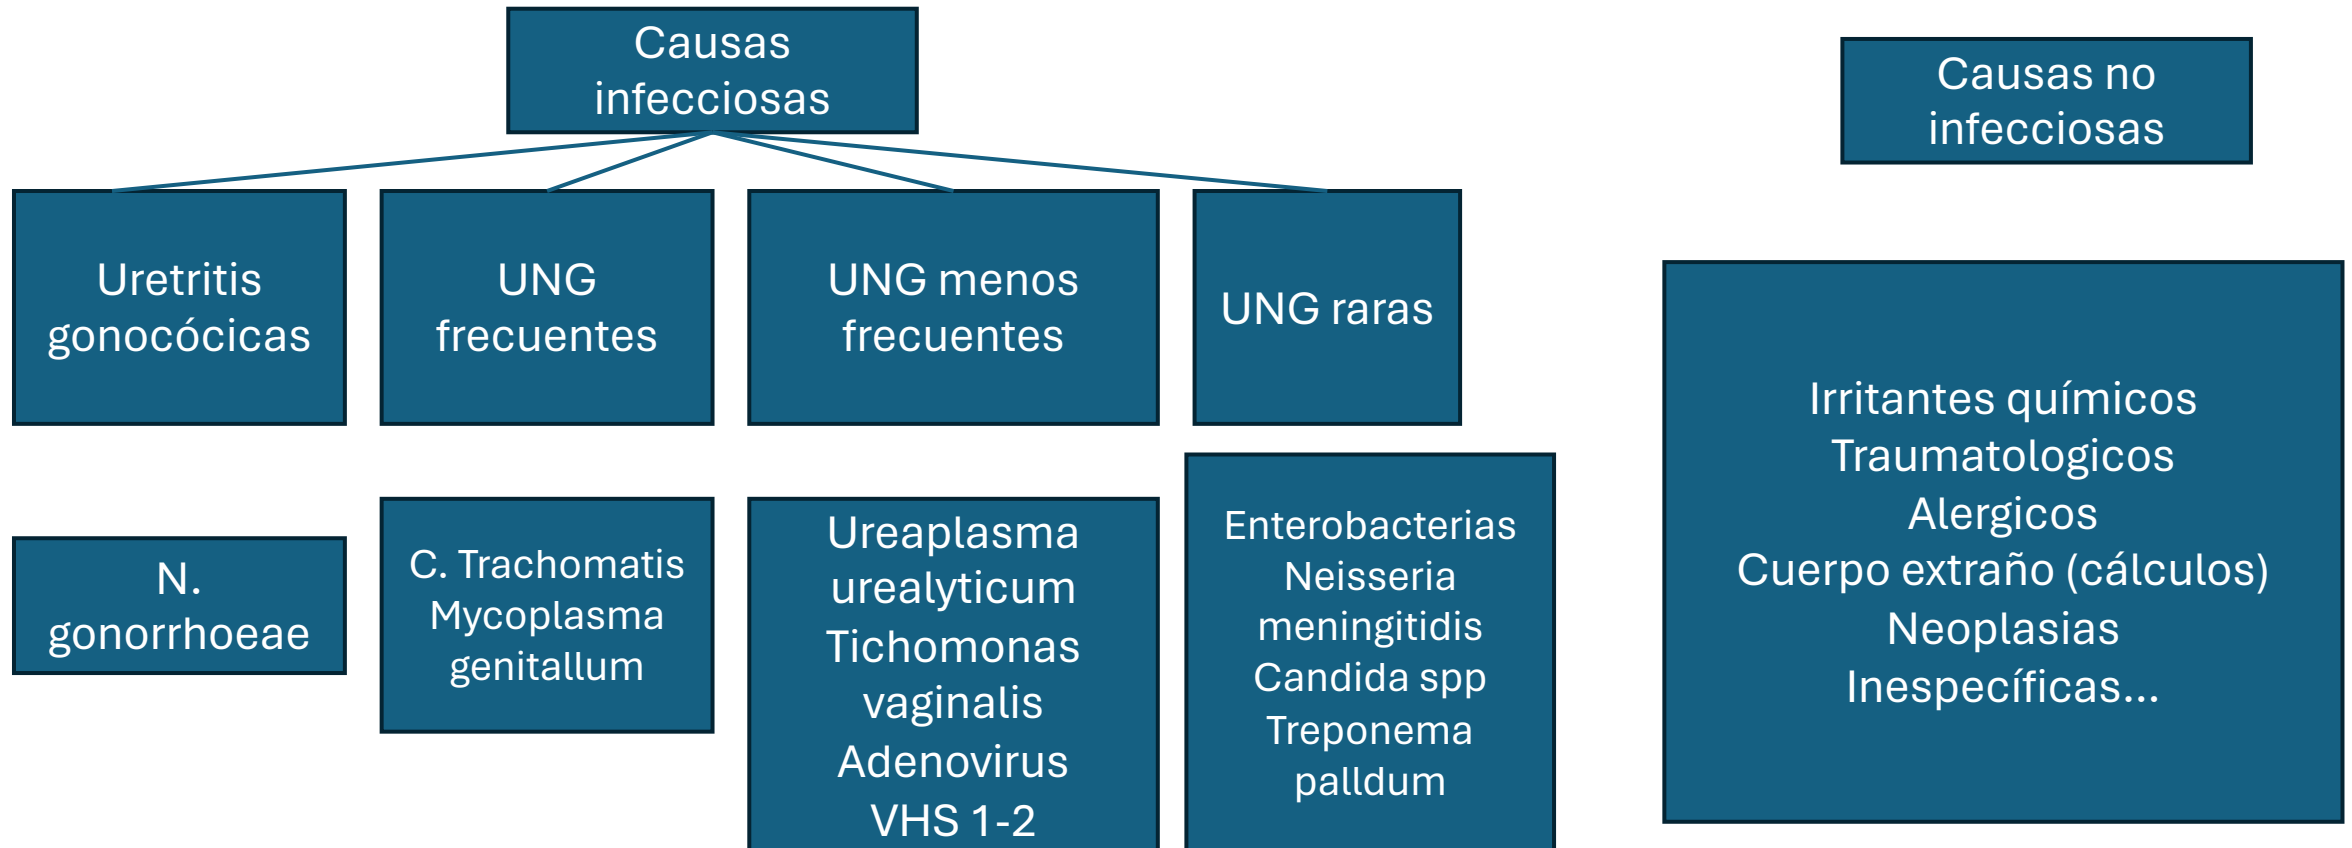 Causas
infecciosas
Causas no
infecciosas
Uretritis
gonocócicas
UNG
frecuentes
UNG menos
frecuentes
UNG raras
N.
gonorrhoeae
C. Trachomatis
Mycoplasma
genitallum
Ureaplasma
urealyticum
Tichomonas
vaginalis
Adenovirus
VHS 1-2
Enterobacterias
Neisseria
meningitidis
Candida spp
Treponema
palldum
Irritantes químicos
Traumatologicos
Alergicos
Cuerpo extraño (cálculos)
Neoplasias
Inespecíficas...